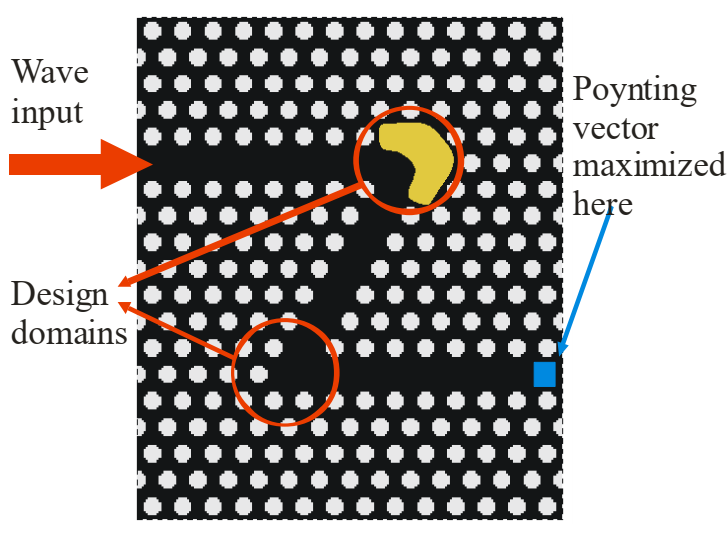 Wave
input
Poynting
vector
maximized
here
Design
domains